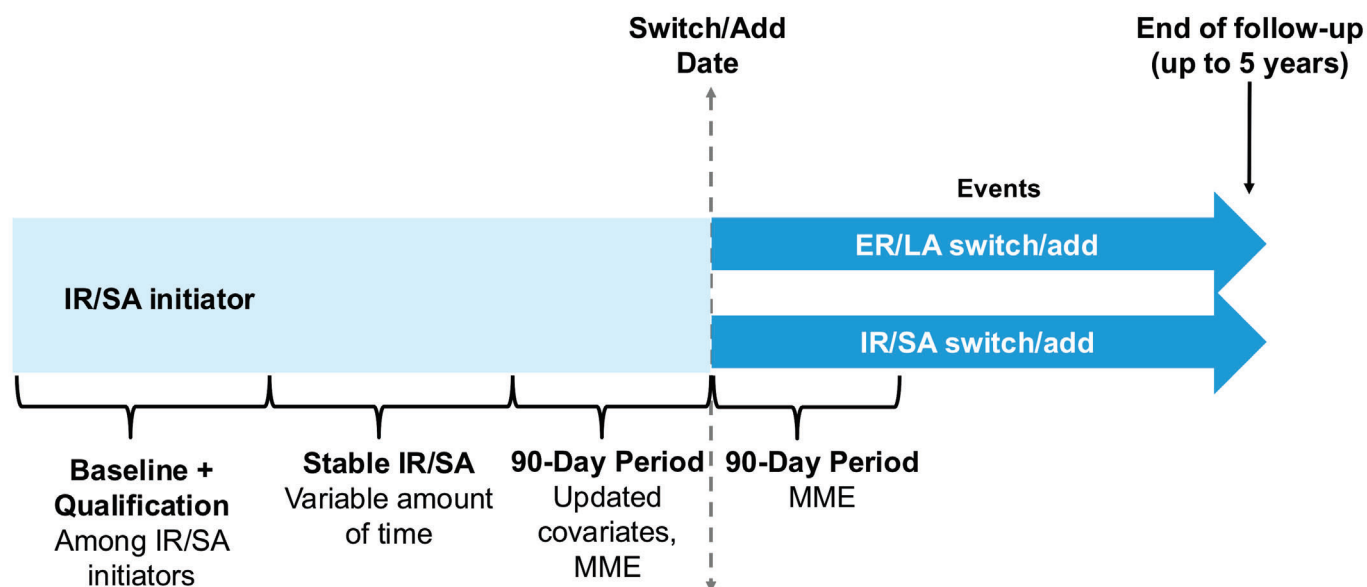 Switch/Add
Date
End of follow-up
(up to 5 years)
Events
ER/LA switch/add
IR/SA initiator
IR/SA switch/add
Baseline +
Qualification
Among IR/SA
initiators
Stable IR/SA
Variable amount
of time
90-Day Period
Updated
covariates,
MME
90-Day Period
MME